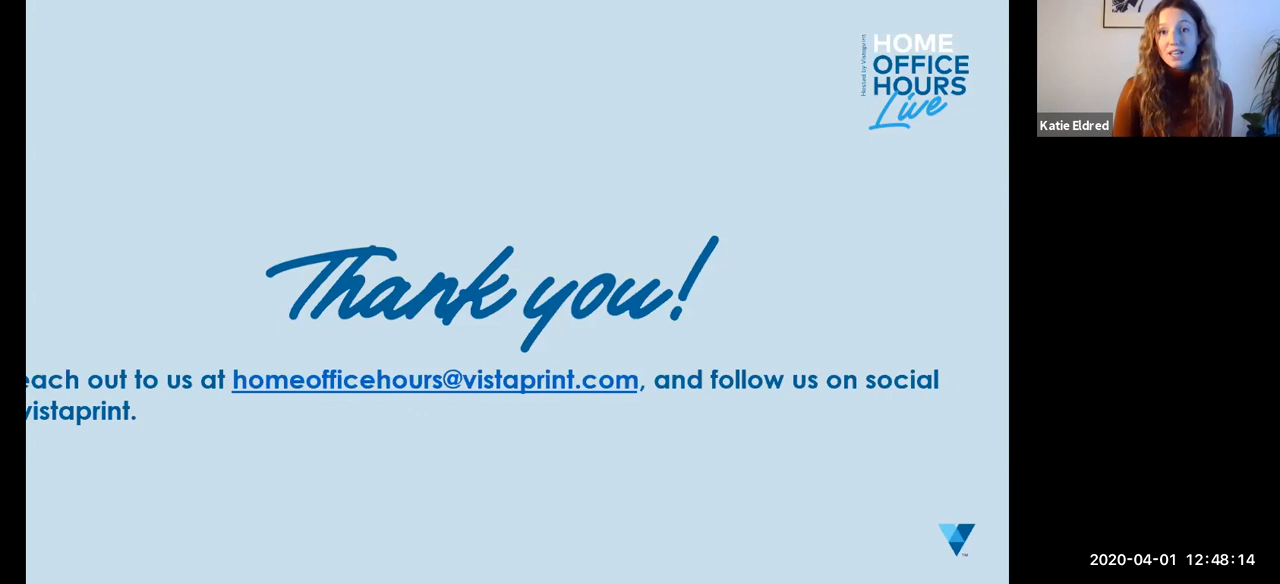 Hosted by Vistaprint
HOME
OFFICE
HOURS
Live
Katie Eldred
Thank you!
each out to us at homeofficehours@vistaprint.com, and follow us on social
vistaprint.
TM
2020-04-01 12:48:14